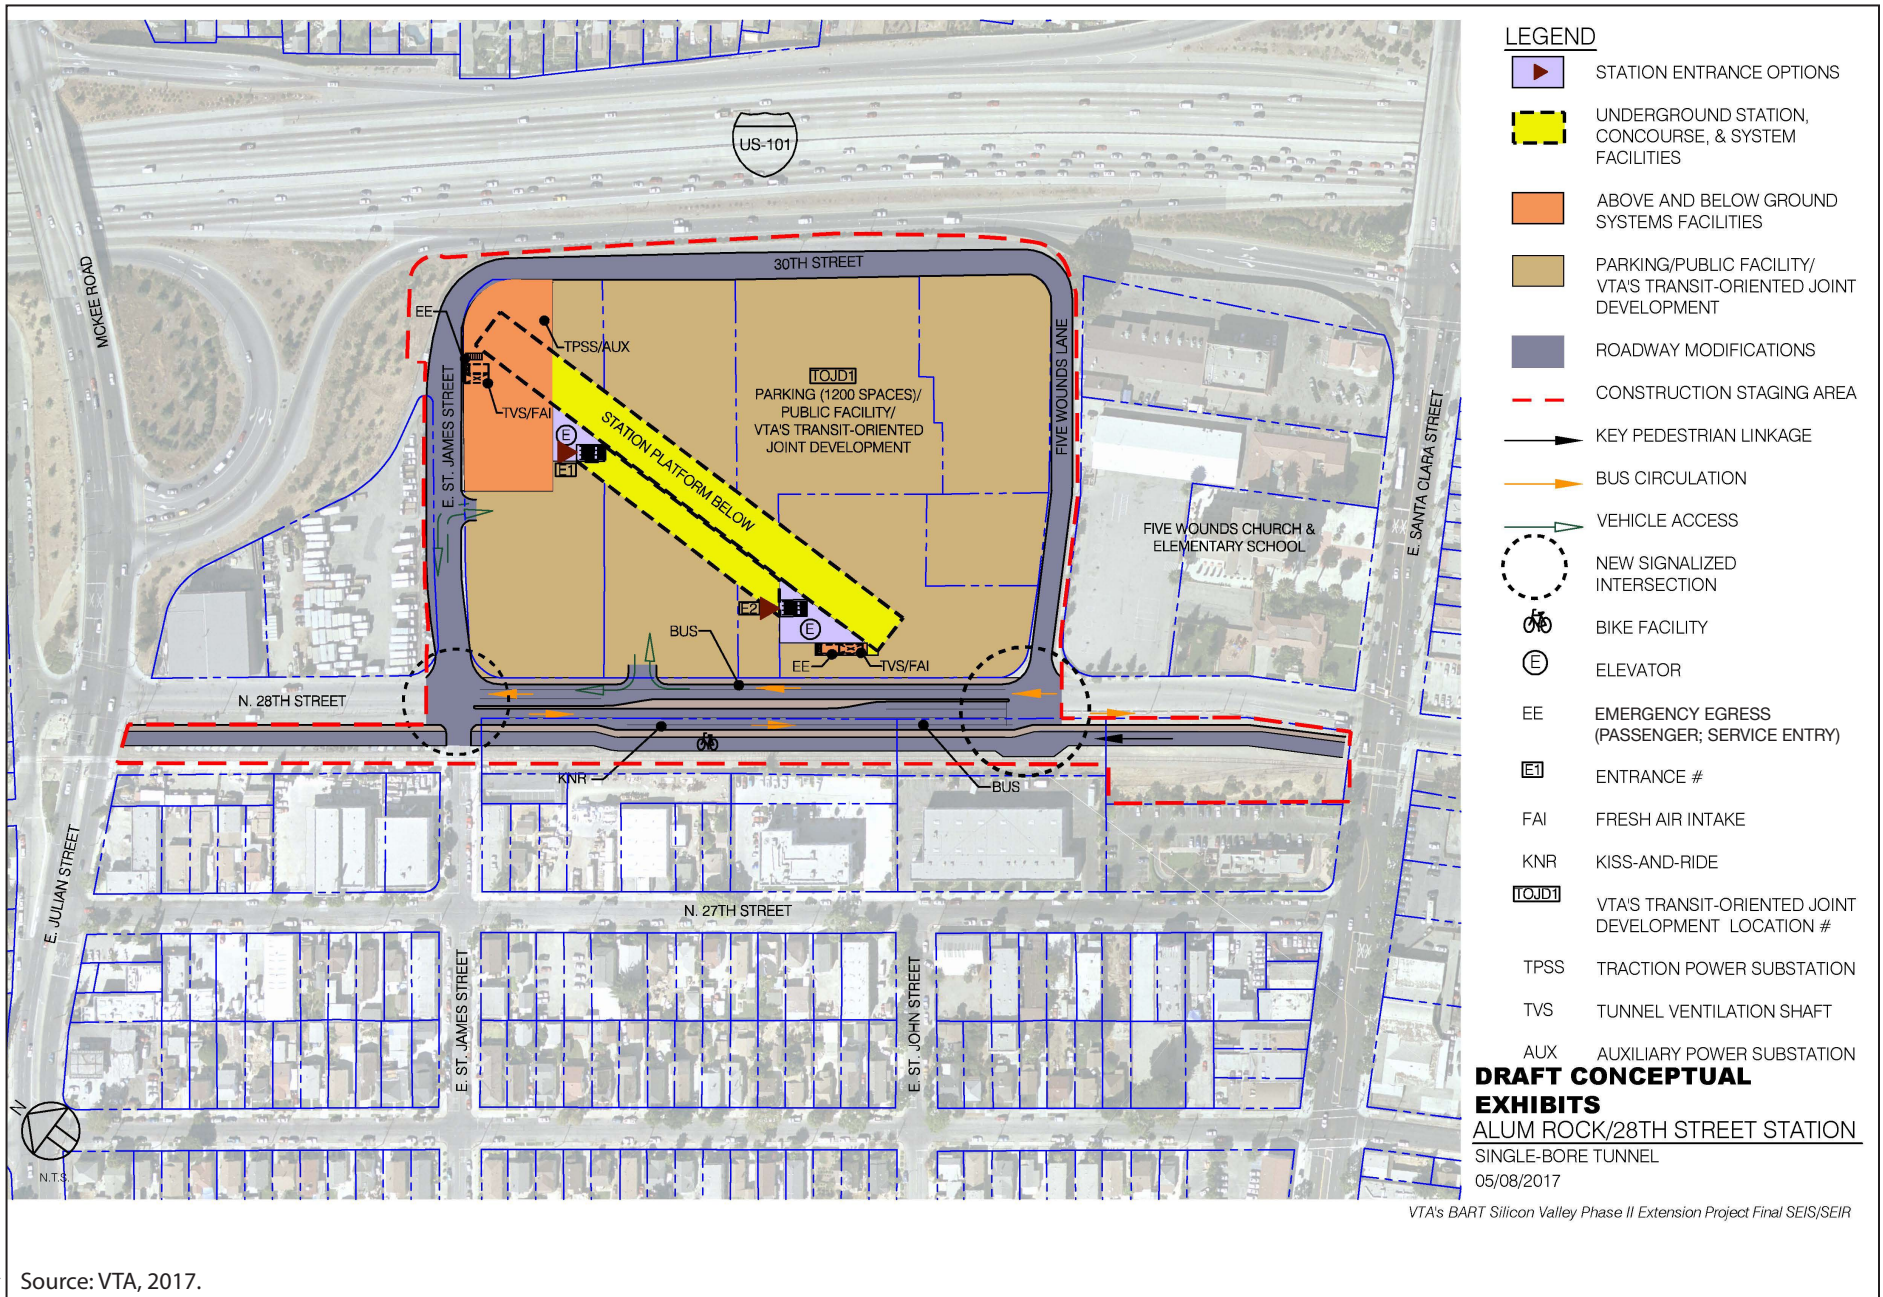 US-101
30TH STREET
MCKEE ROAD
EE
TPSS/AUX
TVS/FAI
E. ST. JAMES STREET
E
E1
STATION PLATFORM BELOW
TOJD1
PARKING (1200 SPACES)/
PUBLIC FACILITY/
VTA'S TRANSIT-ORIENTED
JOINT DEVELOPMENT
FIVE WOUNDS LANE
E. SANTA CLARA STREET
FIVE WOUNDS CHURCH &
ELEMENTARY SCHOOL
E2
E
BUS
EE
TVS/FAI
N. 28TH STREET
KNR
BUS
E. JULIAN STREET
N. 27TH STREET
E. ST. JAMES STREET
E. ST. JOHN STREET
N
N.T.S.
LEGEND
STATION ENTRANCE OPTIONS
UNDERGROUND STATION,
CONCOURSE, & SYSTEM
FACILITIES
ABOVE AND BELOW GROUND
SYSTEMS FACILITIES
PARKING/PUBLIC FACILITY/
VTA'S TRANSIT-ORIENTED JOINT
DEVELOPMENT
ROADWAY MODIFICATIONS
CONSTRUCTION STAGING AREA
KEY PEDESTRIAN LINKAGE
BUS CIRCULATION
VEHICLE ACCESS
NEW SIGNALIZED
INTERSECTION
BIKE FACILITY
E ELEVATOR
EE EMERGENCY EGRESS
(PASSENGER; SERVICE ENTRY)
E1 ENTRANCE #
FAI FRESH AIR INTAKE
KNR KISS-AND-RIDE
TOJD1 VTA'S TRANSIT-ORIENTED JOINT
DEVELOPMENT LOCATION #
TPSS TRACTION POWER SUBSTATION
TVS TUNNEL VENTILATION SHAFT
AUX AUXILIARY POWER SUBSTATION
DRAFT CONCEPTUAL
EXHIBITS
ALUM ROCK/28TH STREET STATION
SINGLE-BORE TUNNEL
05/08/2017
VTA's BART Silicon Valley Phase II Extension Project Final SEIS/SEIR
Source: VTA, 2017.